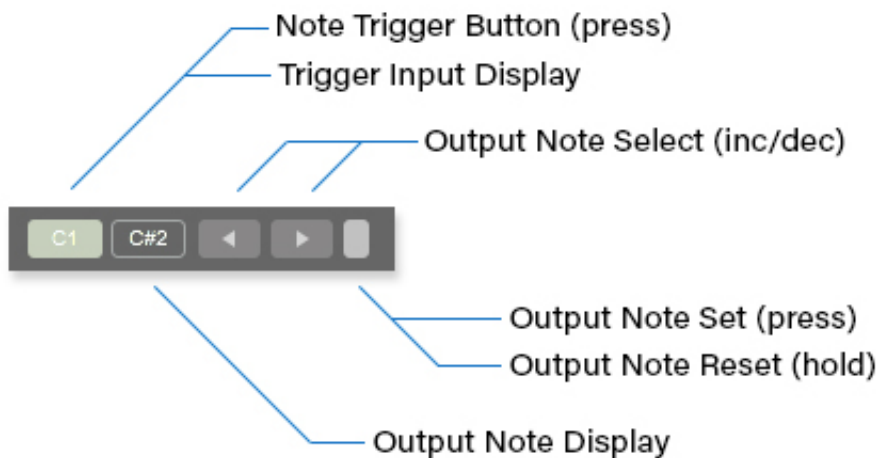 Note Trigger Button (press)
Trigger Input Display
Output Note Select (inc/dec)
C1
C#2
Output Note Set (press)
Output Note Reset (hold)
Output Note Display